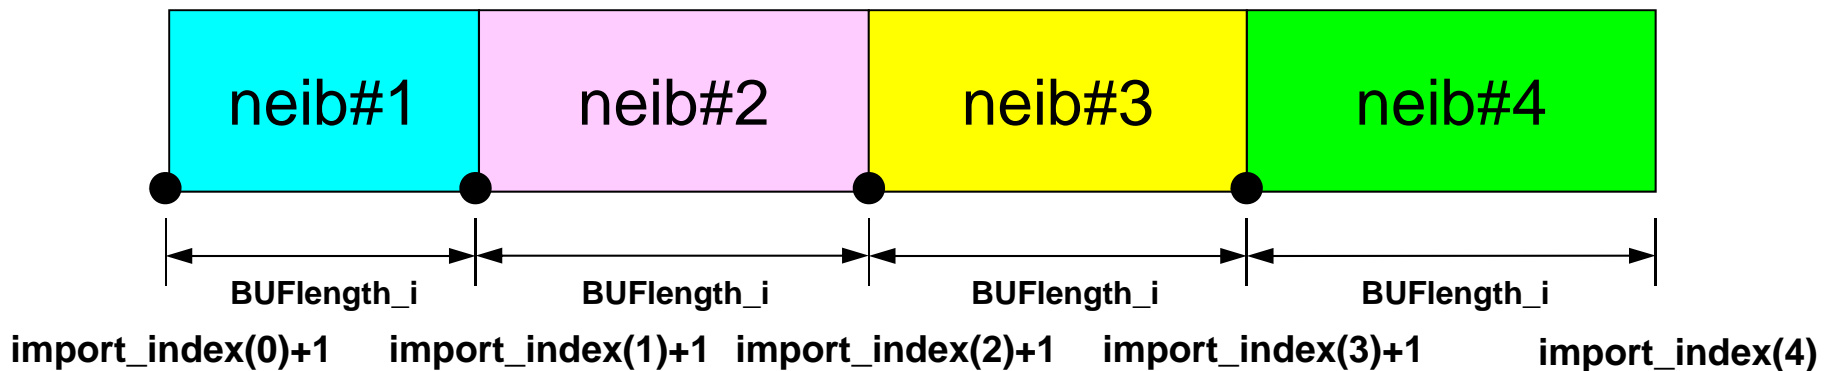 neib#1 neib#2 neib#3 neib#4
BUFlength_i BUFlength_i BUFlength_i BUFlength_i
import_index(0)+1 import_index(1)+1 import_index(2)+1 import_index(3)+1 import_index(4)